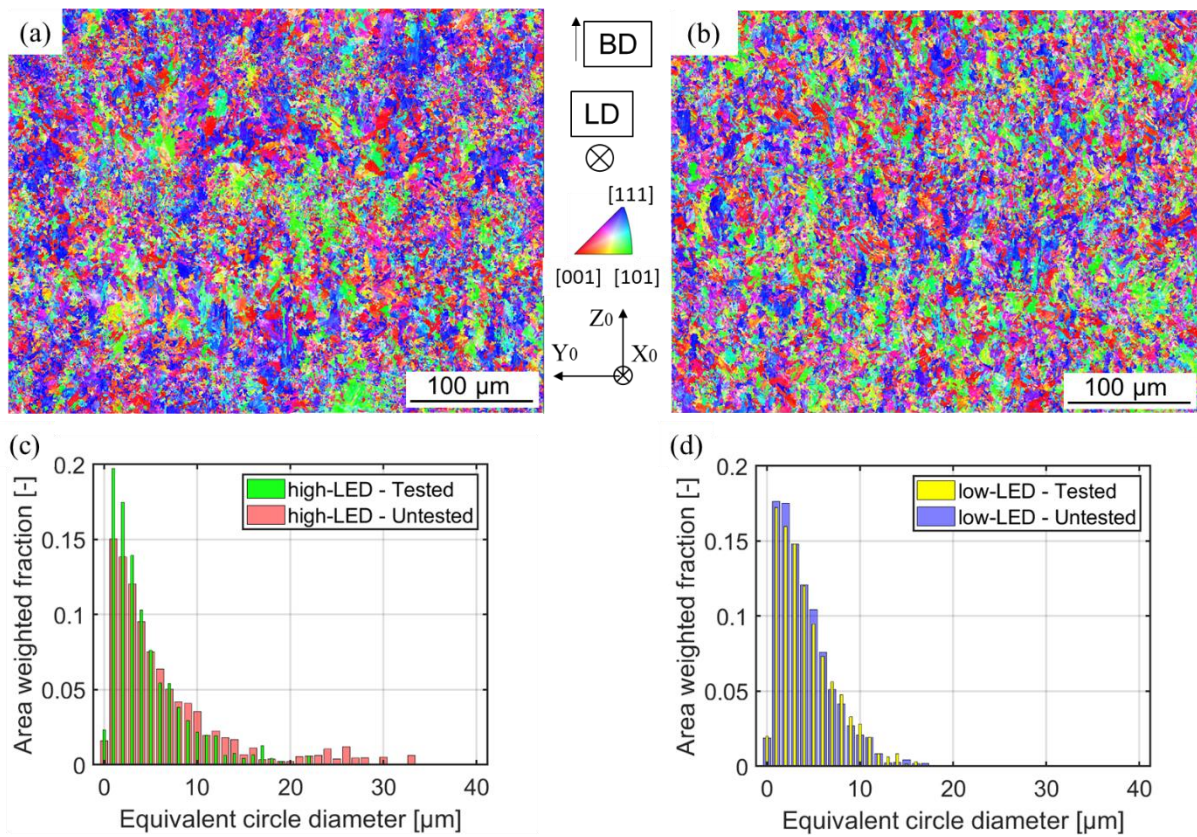 (a)
BD
LD
[111]
[001] [101]
Z0
Y0 X0
100 µm
(b)
100 µm
(c)
0.2
0.15
0.1
0.05
0
Area weighted fraction [-]
high-LED - Tested
high-LED - Untested
0 10 20 30 40
Equivalent circle diameter [µm]
(d)
0.2
0.15
0.1
0.05
0
Area weighted fraction [-]
low-LED - Tested
low-LED - Untested
0 10 20 30 40
Equivalent circle diameter [µm]